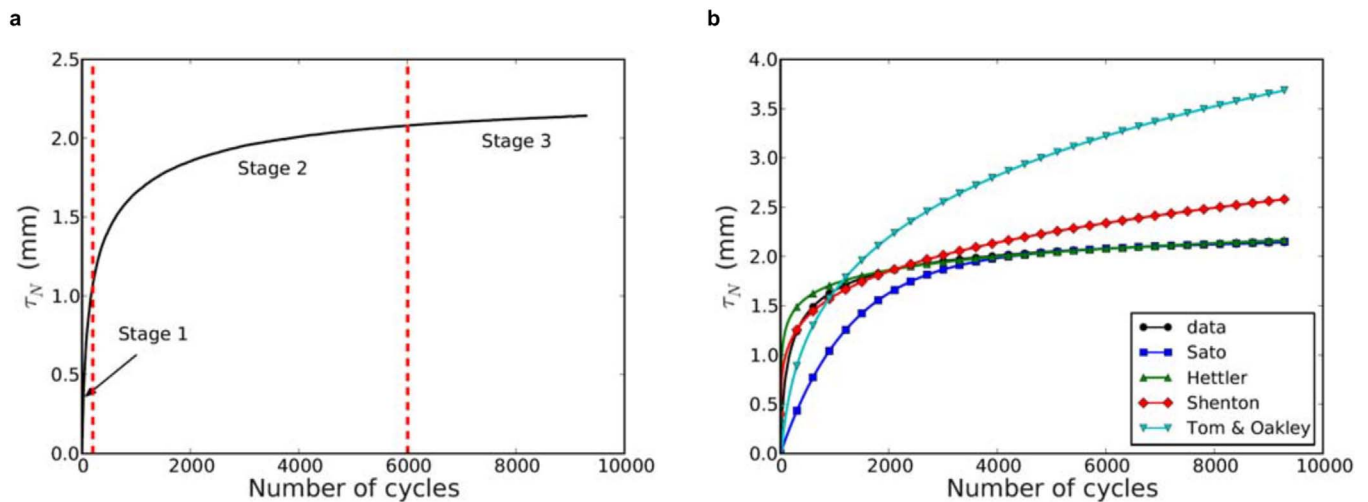 a
2.5
2.0
1.5
1.0
0.5
0.0
τN (mm)
Stage 1
Stage 2
Stage 3
0 2000 4000 6000 8000 10000
Number of cycles
b
4.0
3.5
3.0
2.5
2.0
1.5
1.0
0.5
0.0
τN (mm)
data
Sato
Hettler
Shenton
Tom & Oakley
0 2000 4000 6000 8000 10000
Number of cycles